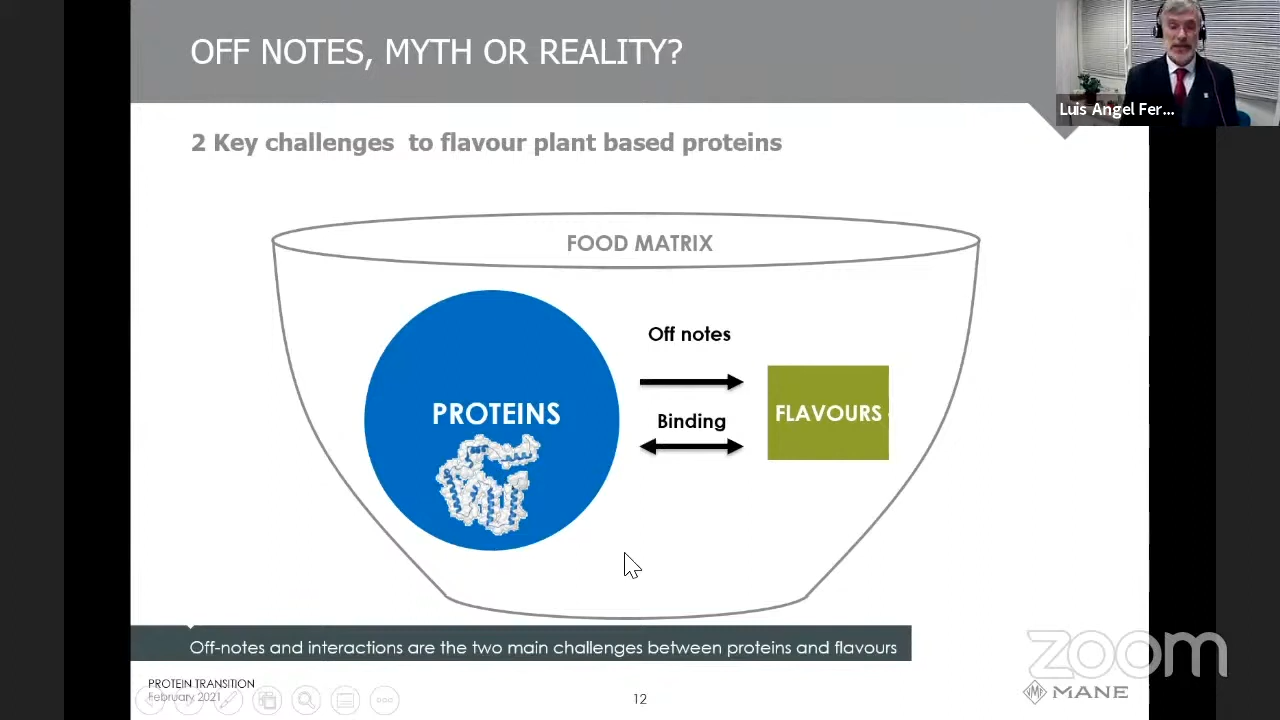 OFF NOTES, MYTH OR REALITY?
Luis Angel Fer...
2 Key challenges to flavour plant based proteins
FOOD MATRIX
Off notes
PROTEINS
Binding
FLAVOURS
Off-notes and interactions are the two main challenges between proteins and flavours
zoom
PROTEIN TRANSITION
February 2021
12
MANE